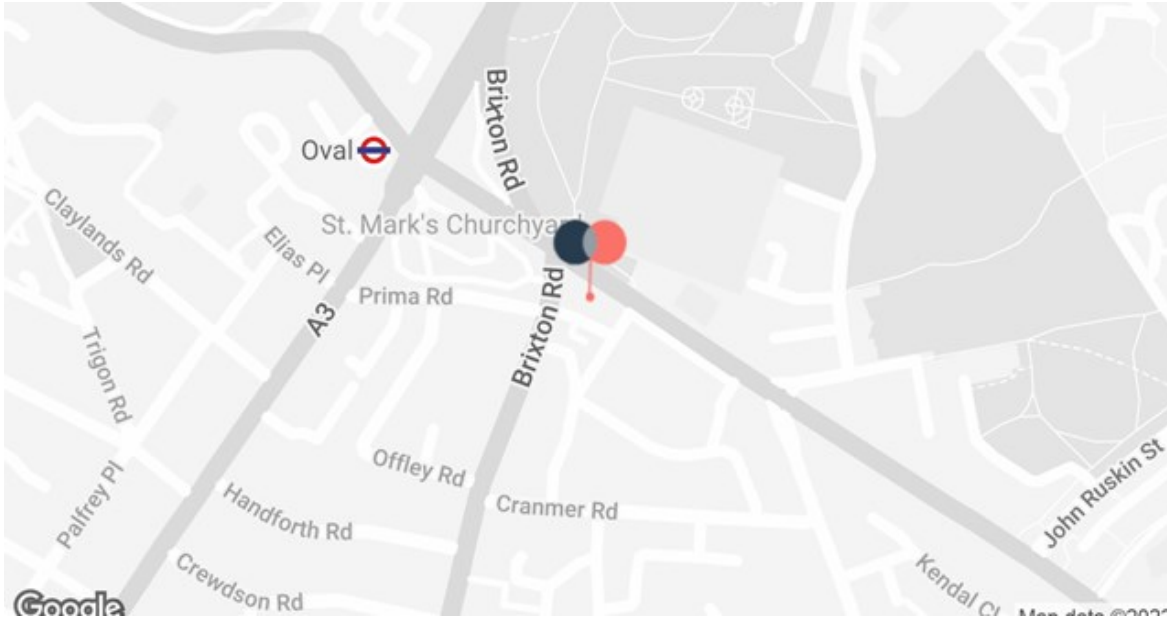 Brixton Rd
Oval
St. Mark's Churchyard
Claylands Rd
Elias Pl
Prima Rd
A3
Brixton Rd
Trigon Rd
Offley Rd
Palfrey Pl
Handforth Rd
Cranmer Rd
John Ruskin St
Crewdson Rd
Kendal Cl
Google
Map data ©202